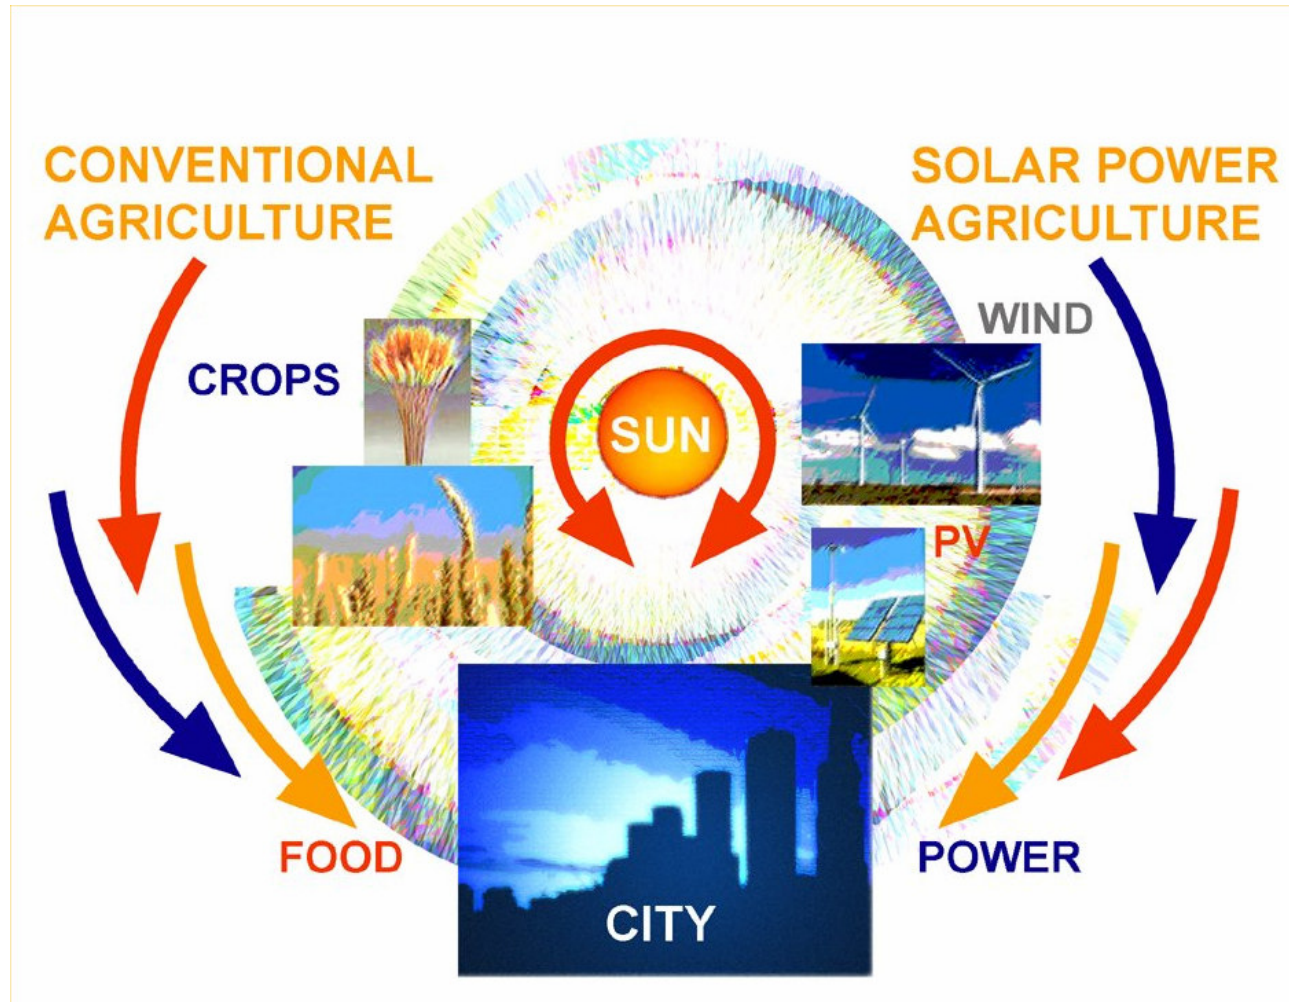 CONVENTIONAL
AGRICULTURE
SOLAR POWER
AGRICULTURE
WIND
CROPS
SUN
PV
FOOD
POWER
CITY